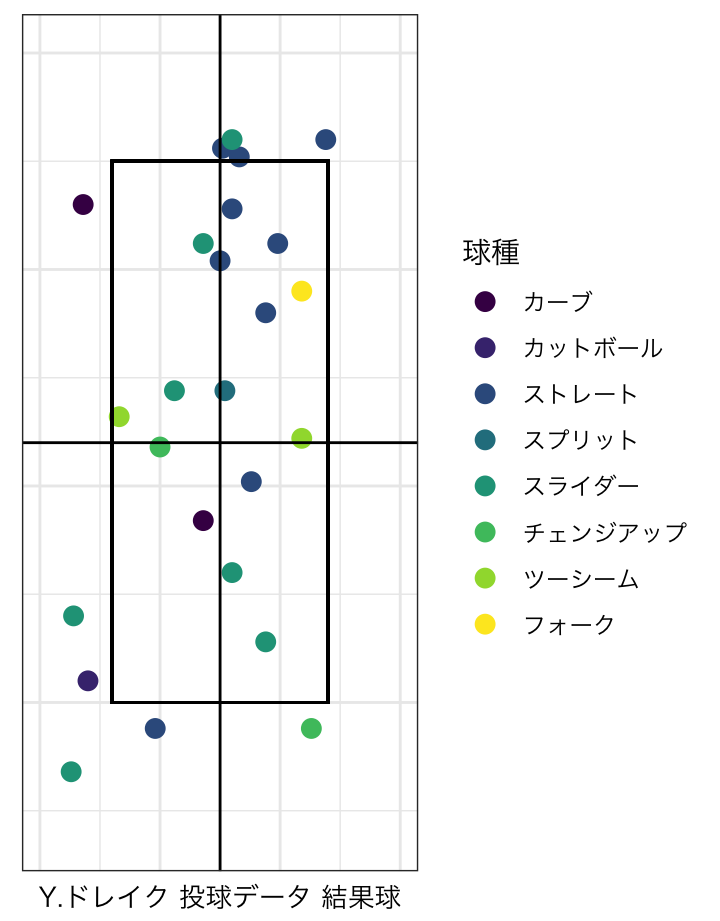 球種
カーブ
カットボール
ストレート
スプリット
スライダー
チェンジアップ
ツーシーム
フォーク
Y.ドレイク 投球データ 結果球